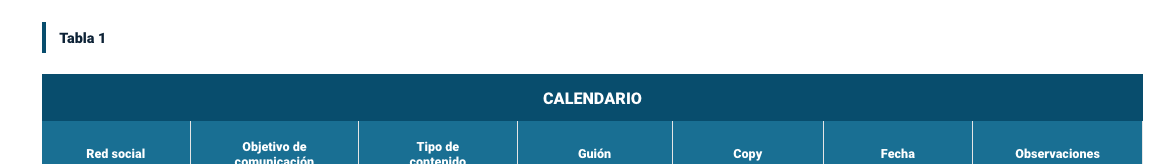 Tabla 1
CALENDARIO
Red social
Objetivo de
comunicación
Tipo de
contenido
Guión
Copy
Fecha
Observaciones